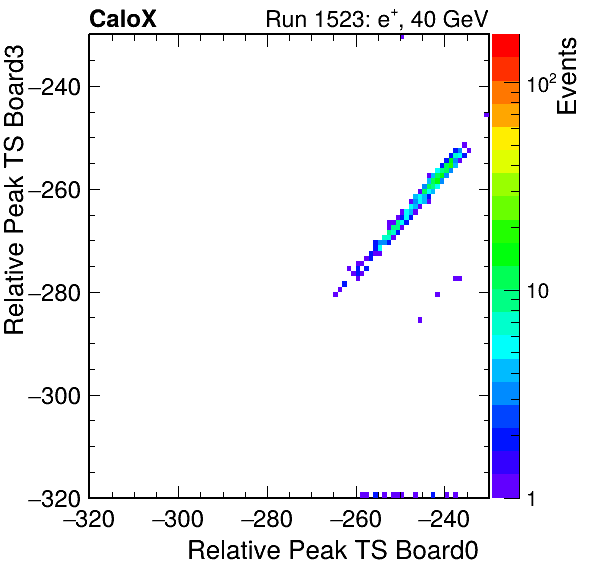 CaloX
Run 1523: e+, 40 GeV
Relative Peak TS Board3
−240
−260
−280
−300
−320
−320
−300
−280
−260
−240
Relative Peak TS Board0
Events
10²
10
1